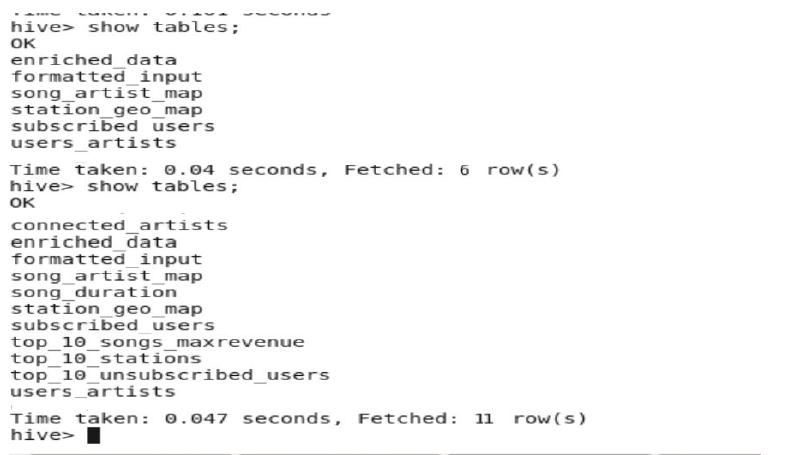 hive> show tables;
OK
enriched_data
formatted_input
song_artist_map
station_geo_map
subscribed users
users_artists
Time taken: 0.04 seconds, Fetched: 6 row(s)
hive> show tables;
OK
connected_artists
enriched_data
formatted_input
song_artist_map
song_duration
station_geo_map
subscribed_users
top_10_songs_maxrevenue
top_10_stations
top_10_unsubscribed_users
users_artists
Time taken: 0.047 seconds, Fetched: 11 row(s)
hive>